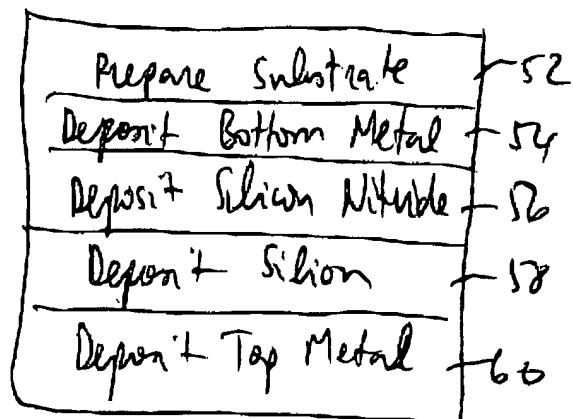 Prepare Substrate 52
Deposit Bottom Metal 54
Deposit Silicon Nitride 56
Deposit Silicon 58
Deposit Top Metal 60